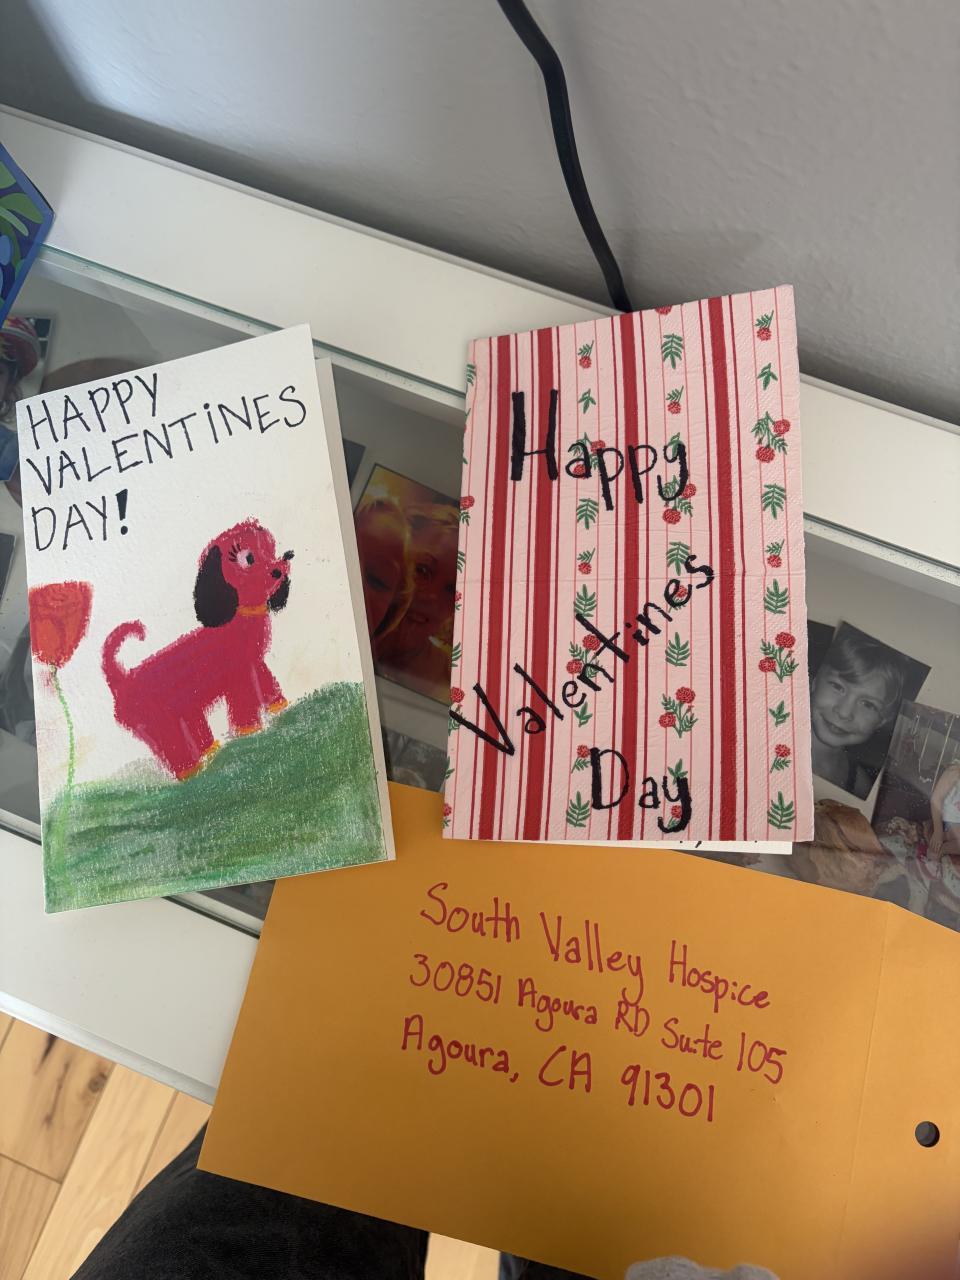 HAPPY
VALENTINES
DAY!
Happy
Valentines
Day
South Valley Hospice
30851 Agoura RD Suite 105
Agoura, CA 91301